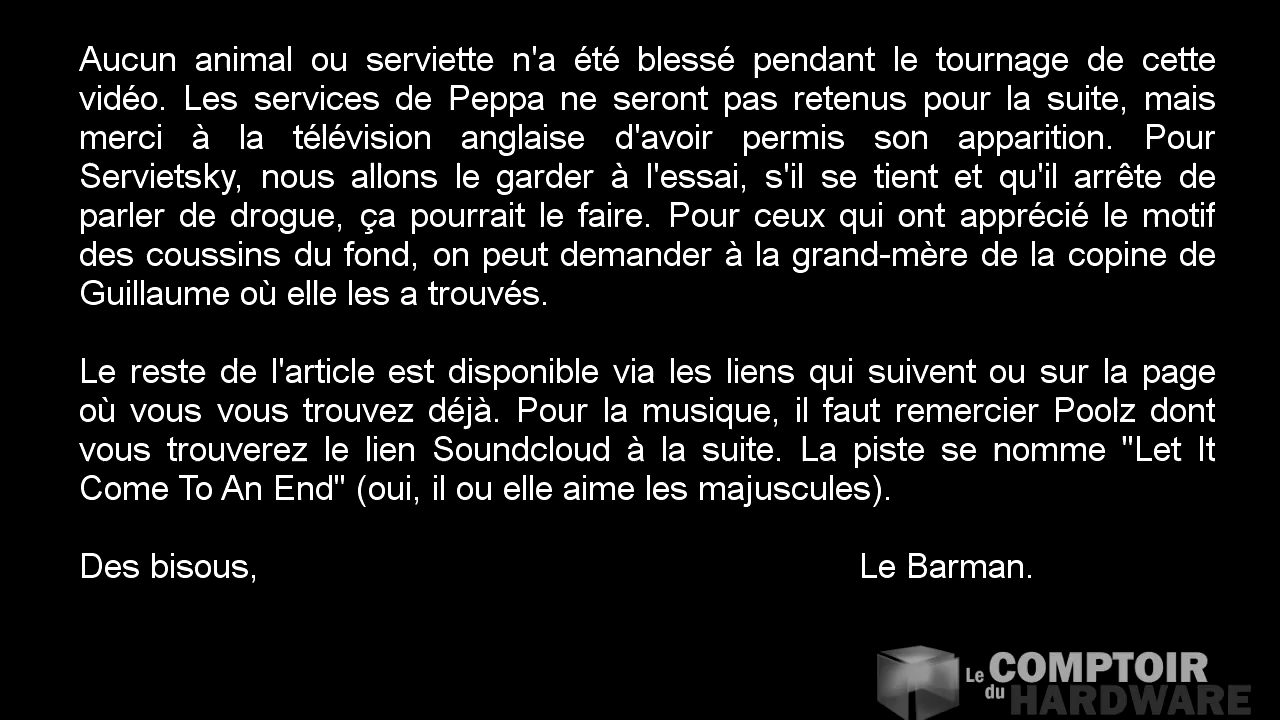 Aucun animal ou serviette n'a été blessé pendant le tournage de cette
vidéo. Les services de Peppa ne seront pas retenus pour la suite, mais
merci à la télévision anglaise d'avoir permis son apparition. Pour
Servietsky, nous allons le garder à l'essai, s'il se tient et qu'il arrête de
parler de drogue, ça pourrait le faire. Pour ceux qui ont apprécié le motif
des coussins du fond, on peut demander à la grand-mère de la copine de
Guillaume où elle les a trouvés.
Le reste de l'article est disponible via les liens qui suivent ou sur la page
où vous vous trouvez déjà. Pour la musique, il faut remercier Poolz dont
vous trouverez le lien Soundcloud à la suite. La piste se nomme "Let It
Come To An End" (oui, il ou elle aime les majuscules).
Des bisous, Le Barman.
Le COMPTOIR
du HARDWARE